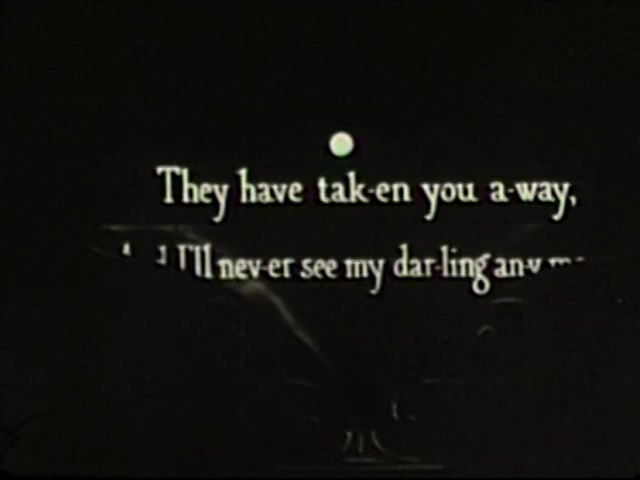 They have tak-en you a-way,
I'll nev-er see my dar-ling